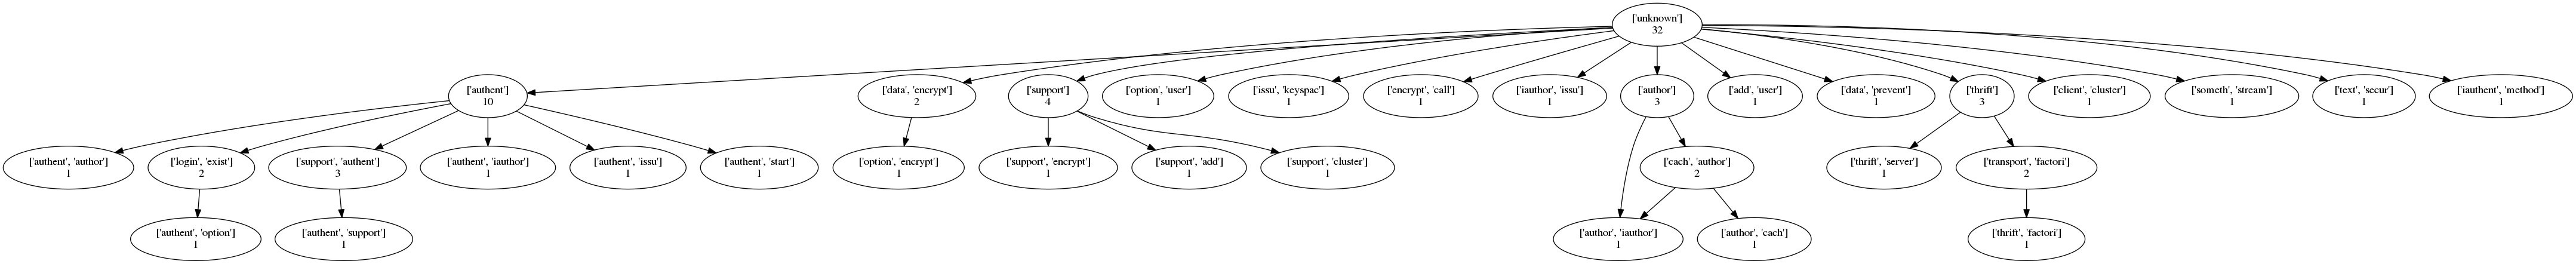 ['unknown']
32
['authent']
10
['data', 'encrypt']
2
['support']
4
['option', 'user']
1
['issu', 'keyspac']
1
['encrypt', 'call']
1
['iauthor', 'issu']
1
['author']
3
['add', 'user']
1
['data', 'prevent']
1
['thrift']
3
['client', 'cluster']
1
['someth', 'stream']
1
['text', 'secur']
1
['iauthent', 'method']
1
['authent', 'author']
1
['login', 'exist']
2
['support', 'authent']
3
['authent', 'iauthor']
1
['authent', 'issu']
1
['authent', 'start']
1
['option', 'encrypt']
1
['support', 'encrypt']
1
['support', 'add']
1
['support', 'cluster']
1
['cach', 'author']
2
['thrift', 'server']
1
['transport', 'factori']
2
['authent', 'option']
1
['authent', 'support']
1
['author', 'iauthor']
1
['author', 'cach']
1
['thrift', 'factori']
1